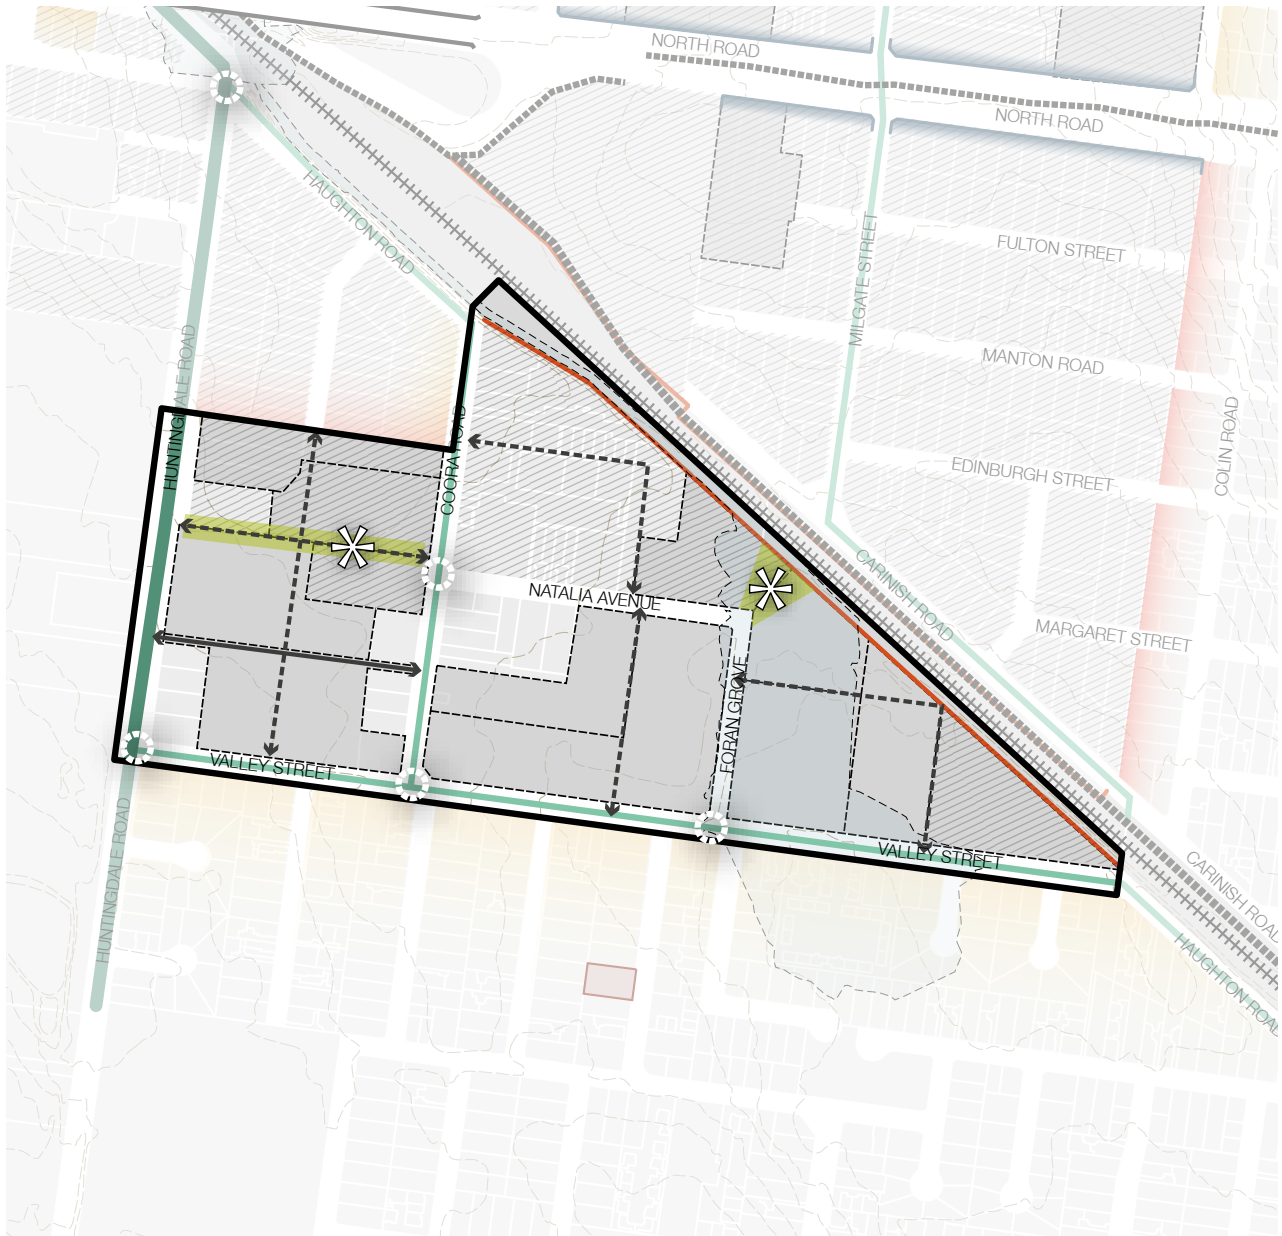 NORTH ROAD
NORTH ROAD
HAUGHTON ROAD
FULTON STREET
MILGATE STREET
MANTON ROAD
HUNTINGDALE ROAD
COORA ROAD
COLIN ROAD
EDINBURGH STREET
CARINISH ROAD
NATALIA AVENUE
MARGARET STREET
FORAN GROVE
VALLEY STREET
VALLEY STREET
HUNTINGDALE ROAD
CARINISH ROAD
HAUGHTON ROAD